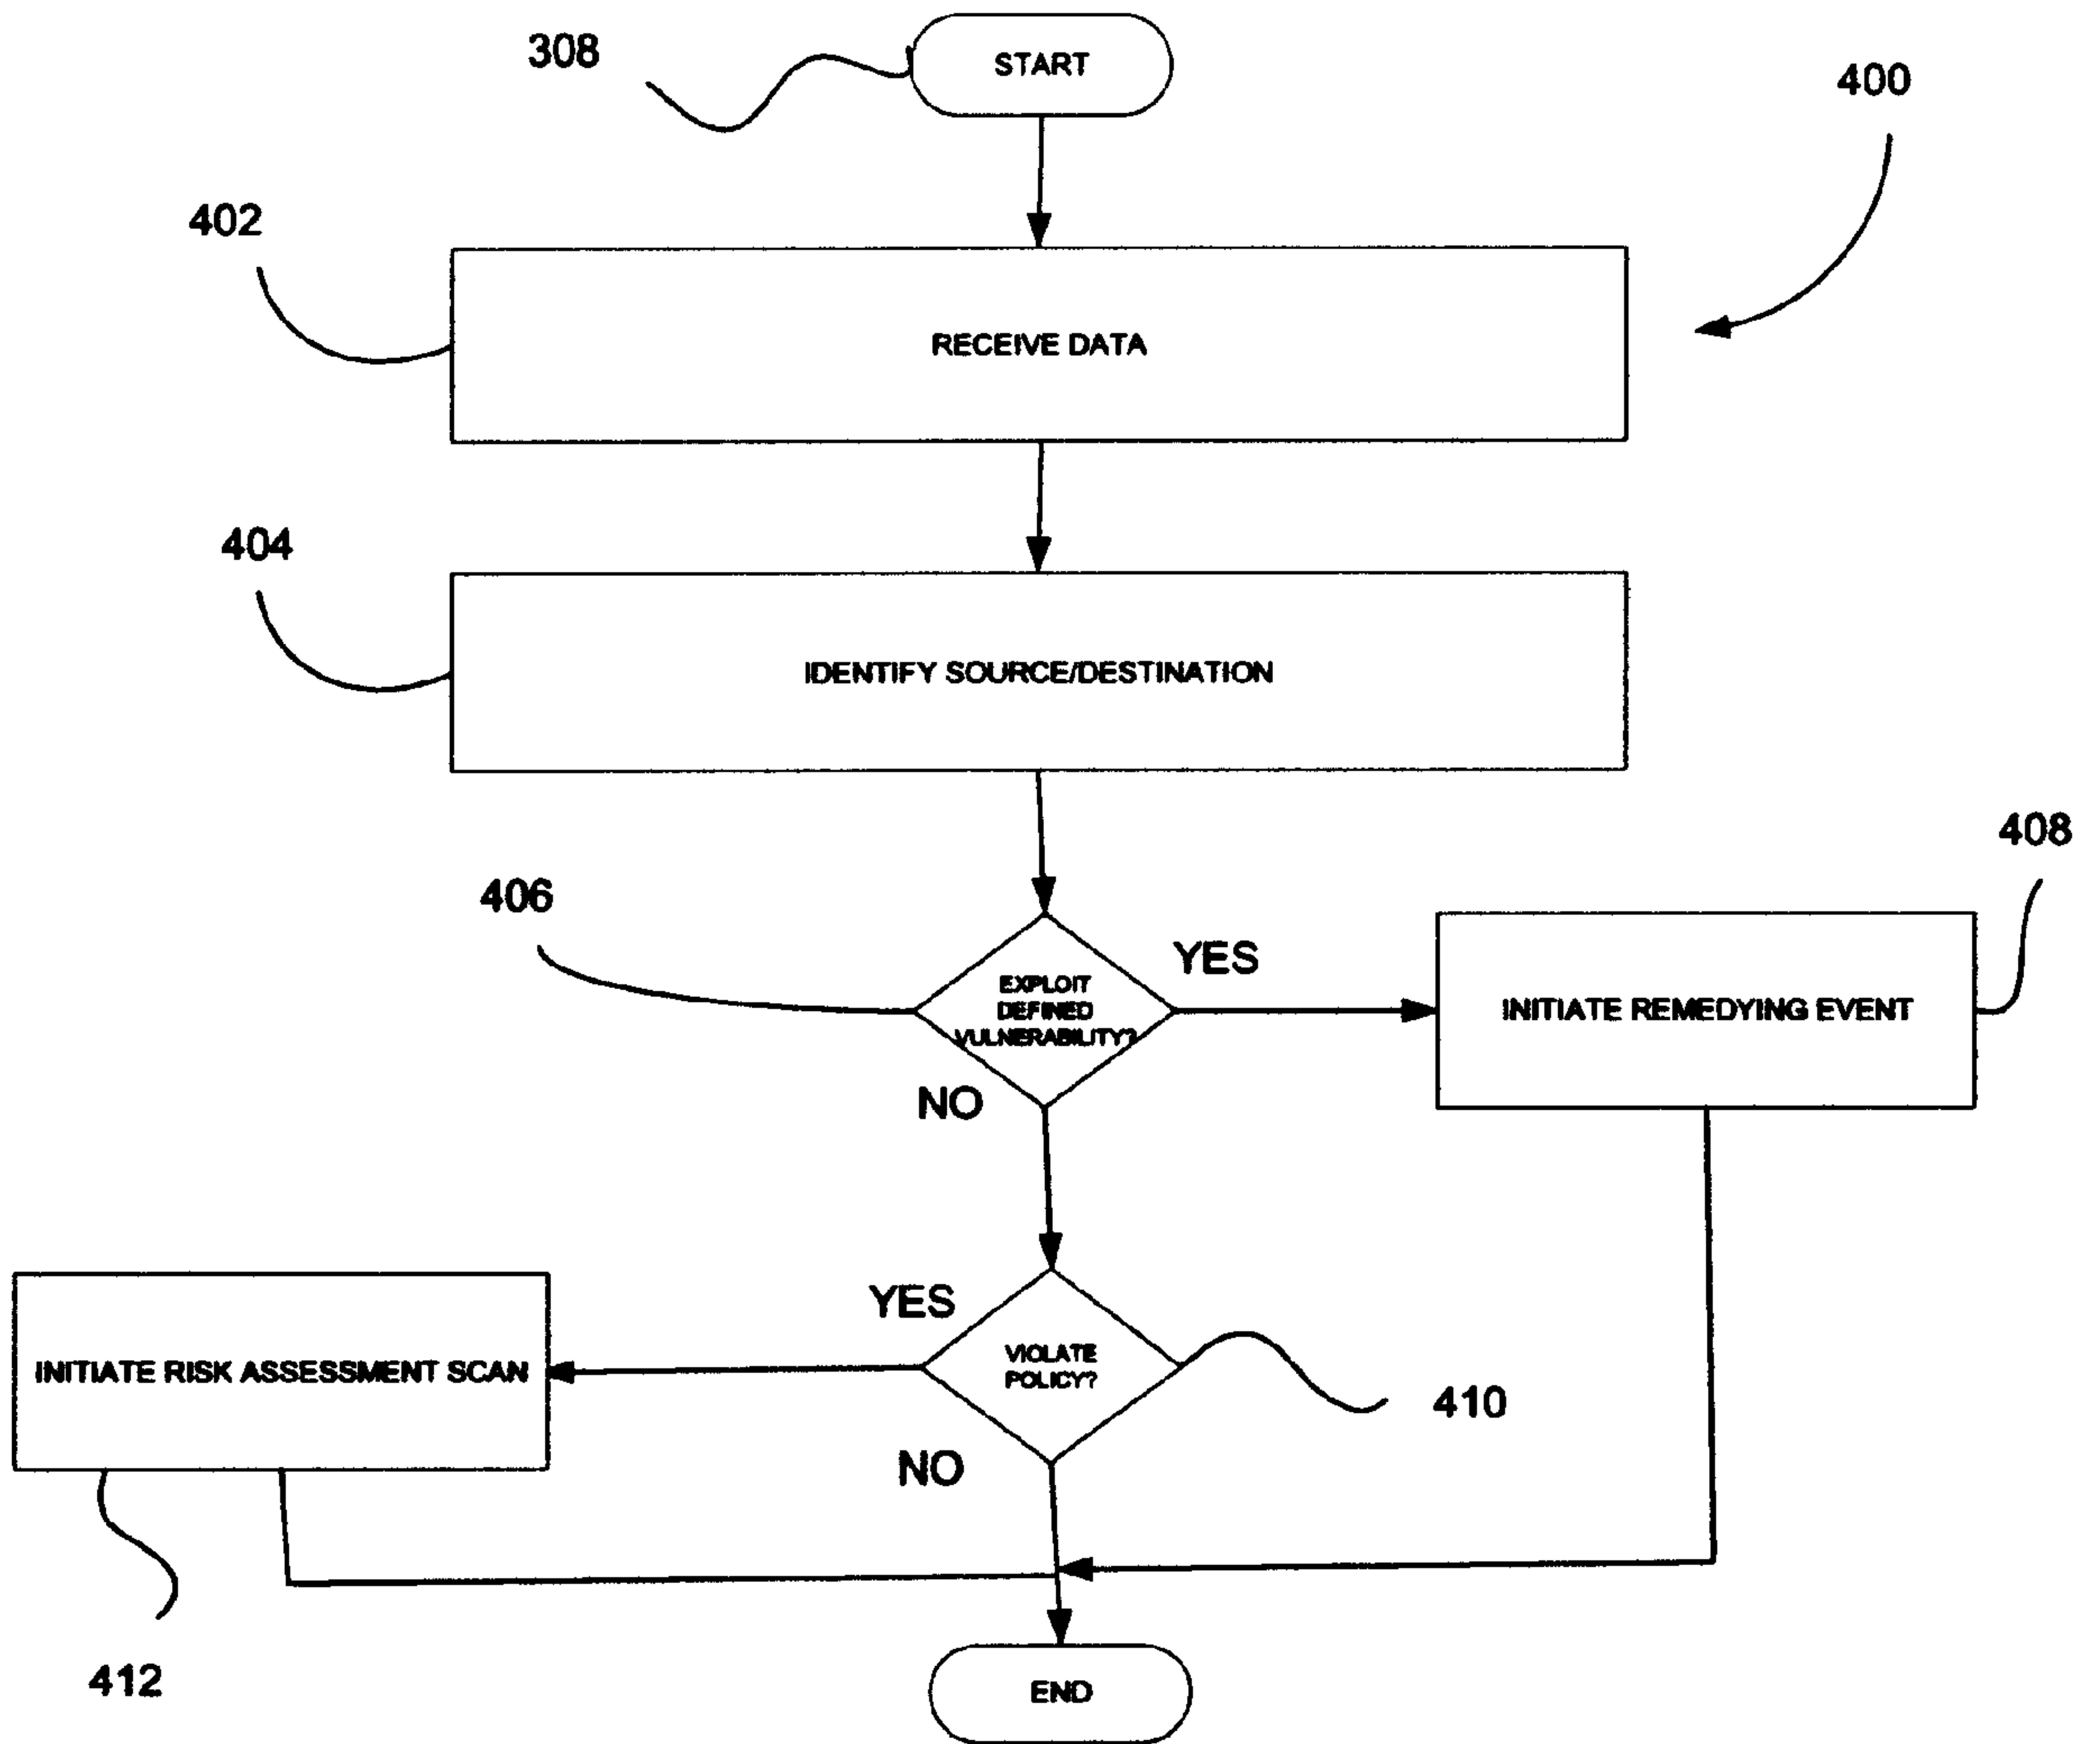 308
START
400
402
RECEIVE DATA
404
IDENTIFY SOURCE/DESTINATION
408
406
YES
EXPLOIT
DEFINED
VULNERABILITY?
INITIATE REMEDYING EVENT
NO
YES
VIOLATE
POLICY?
INITIATE RISK ASSESSMENT SCAN
410
NO
412
END